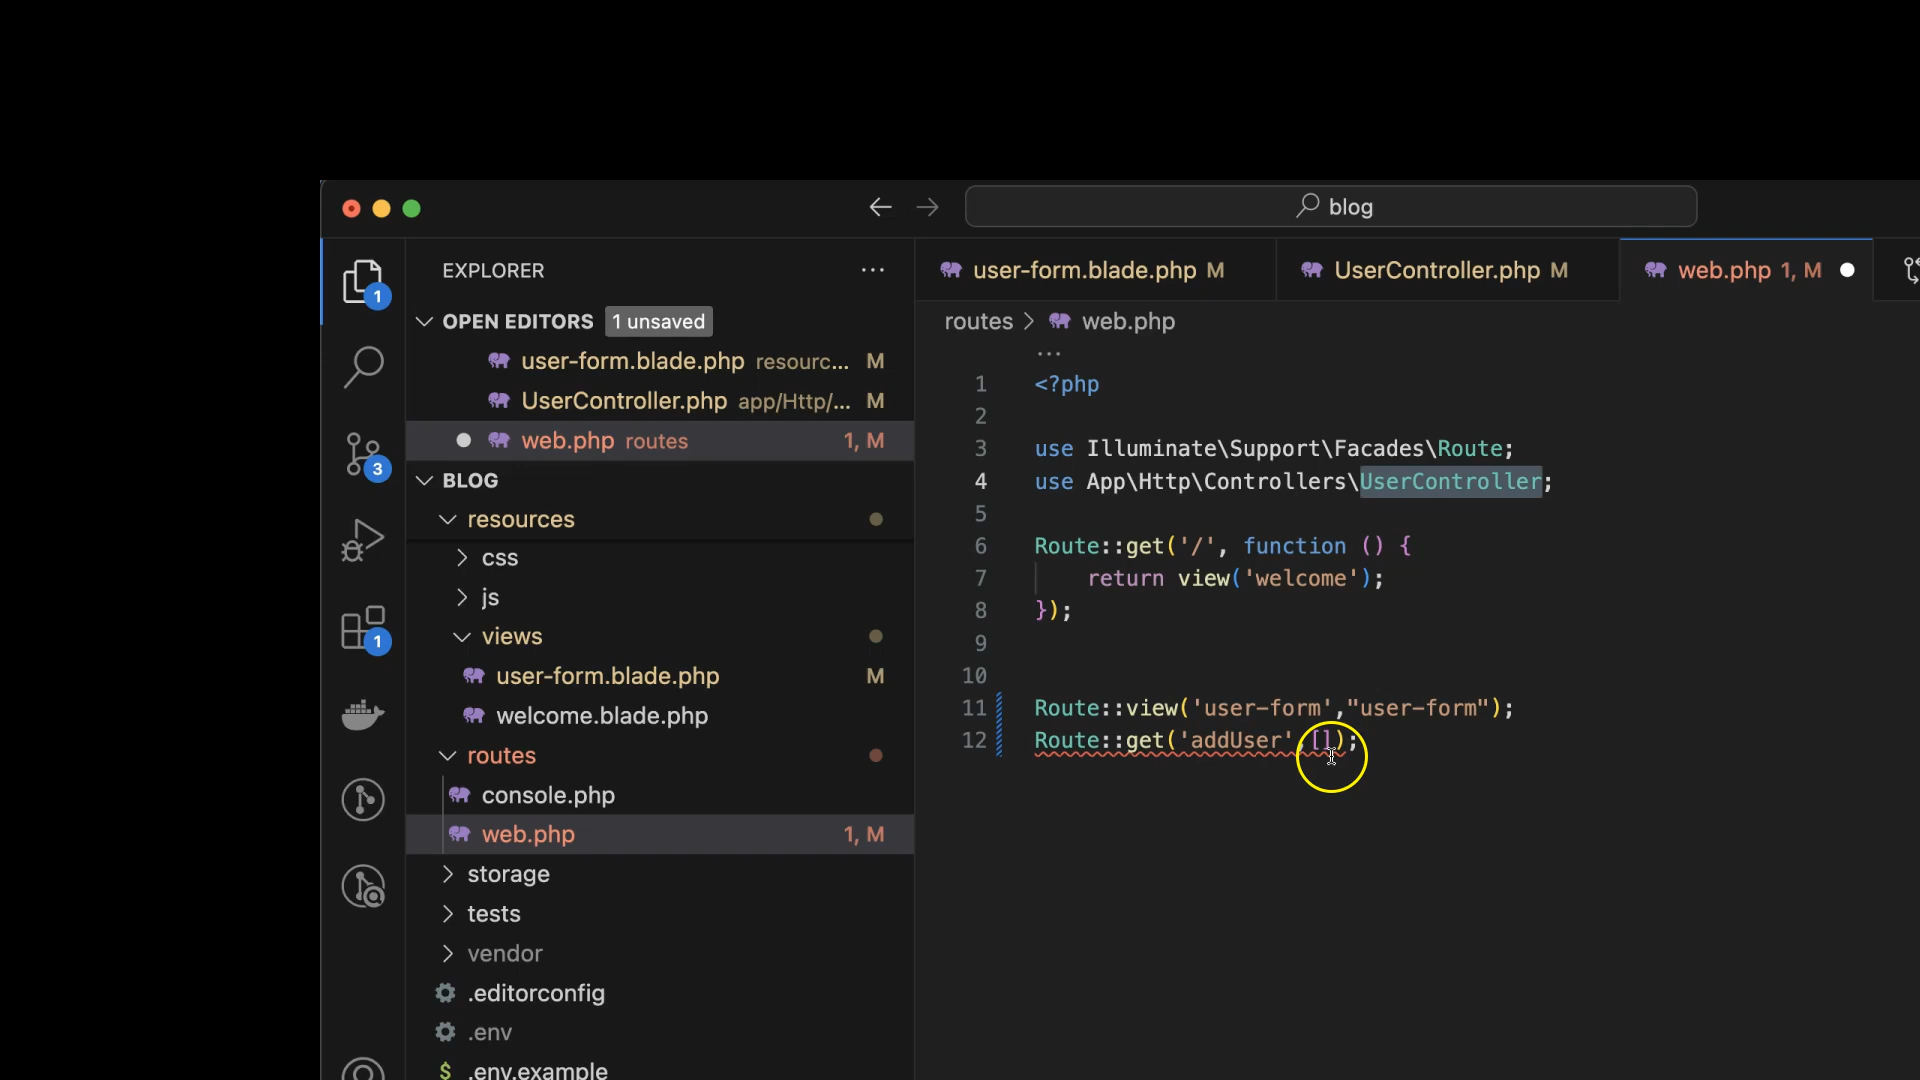 blog
EXPLORER ...
user-form.blade.php M
UserController.php M
web.php 1, M
OPEN EDITORS 1 unsaved
user-form.blade.php resourc... M
UserController.php app/Http/... M
web.php routes 1, M
BLOG
resources
css
js
views
user-form.blade.php M
welcome.blade.php
routes
console.php
web.php 1, M
storage
tests
vendor
.editorconfig
.env
$ .env.example
1
3
1
routes > web.php
...
1 <?php
2
3 use Illuminate\Support\Facades\Route;
4 use App\Http\Controllers\UserController;
5
6 Route::get('/', function () {
7 return view('welcome');
8 });
9
10
11 Route::view('user-form',"user-form");
12 Route::get('addUser',[]);